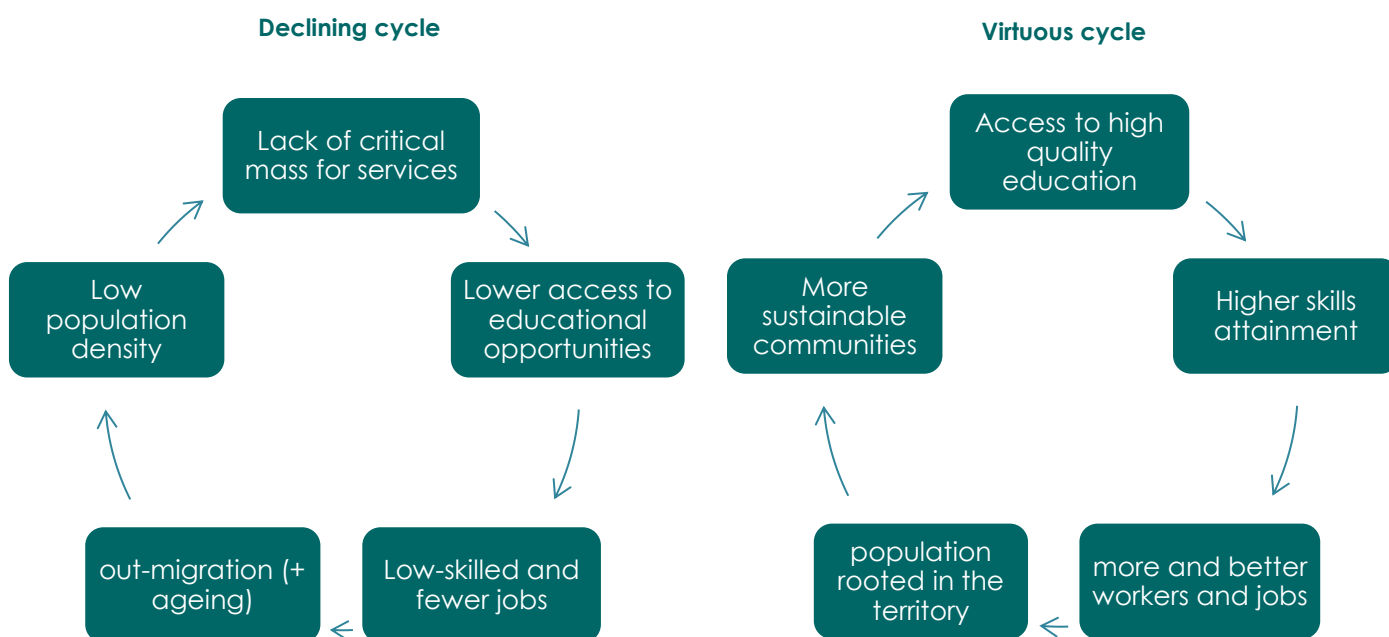 Declining cycle
Lack of critical
mass for services
Lower access to
educational
opportunities
Low-skilled and
fewer jobs
out-migration (+
ageing)
Low
population
density
Virtuous cycle
Access to high
quality
education
Higher skills
attainment
more and better
workers and jobs
population
rooted in the
territory
More
sustainable
communities